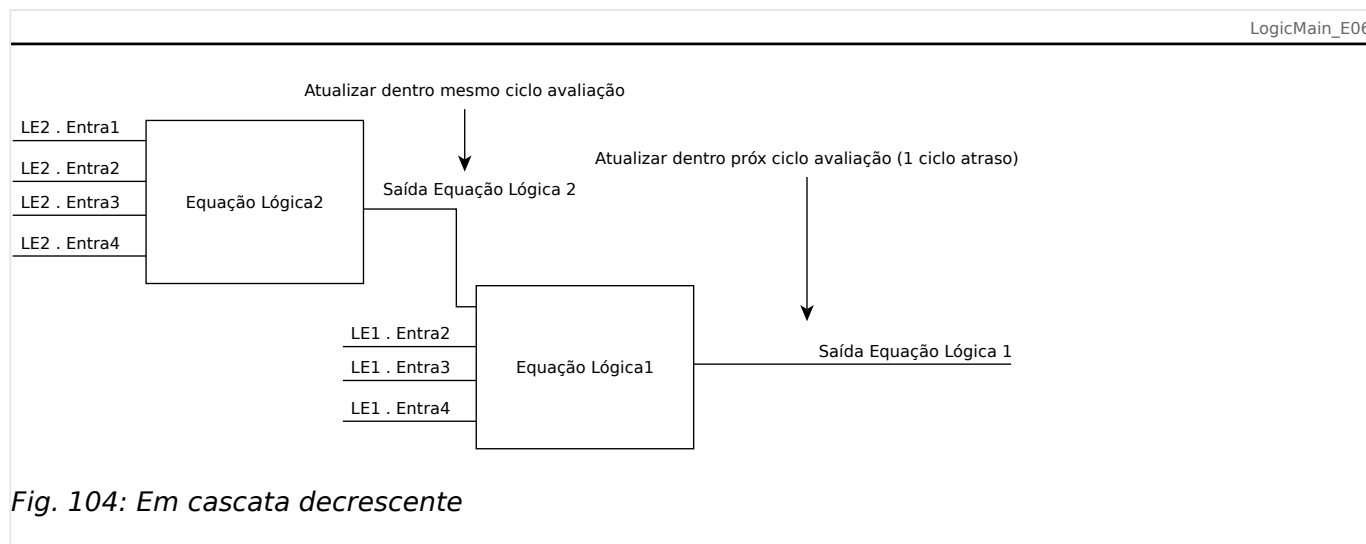 LogicMain_E06
Atualizar dentro mesmo ciclo avaliação
LE2 . Entra1
Atualizar dentro próx ciclo avaliação (1 ciclo atraso)
LE2 . Entra2
Saída Equação Lógica 2
LE2 . Entra3
Equação Lógica2
LE2 . Entra4
LE1 . Entra2
Saída Equação Lógica 1
LE1 . Entra3
Equação Lógica1
LE1 . Entra4
Fig. 104: Em cascata decrescente